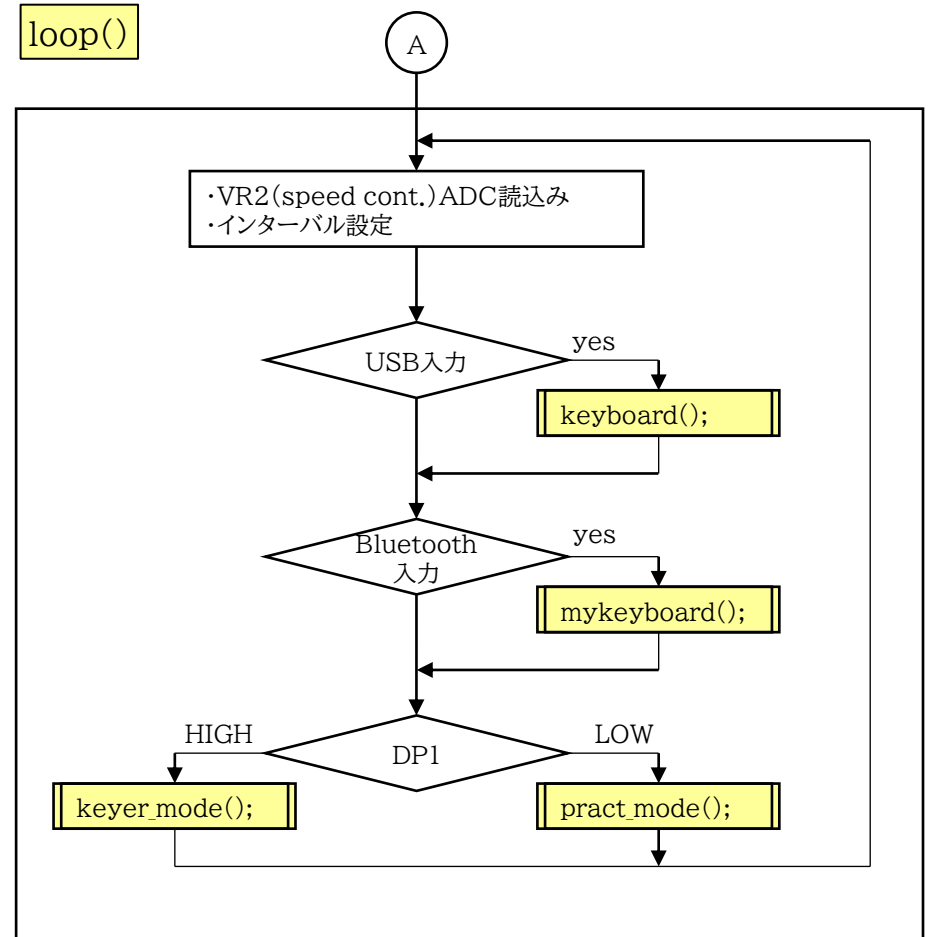 loop()
A
・VR2(speed cont.)ADC読込み
・インターバル設定
USB入力
yes
keyboard();
Bluetooth
入力
yes
mykeyboard();
DP1
HIGH
LOW
keyer_mode();
pract_mode();